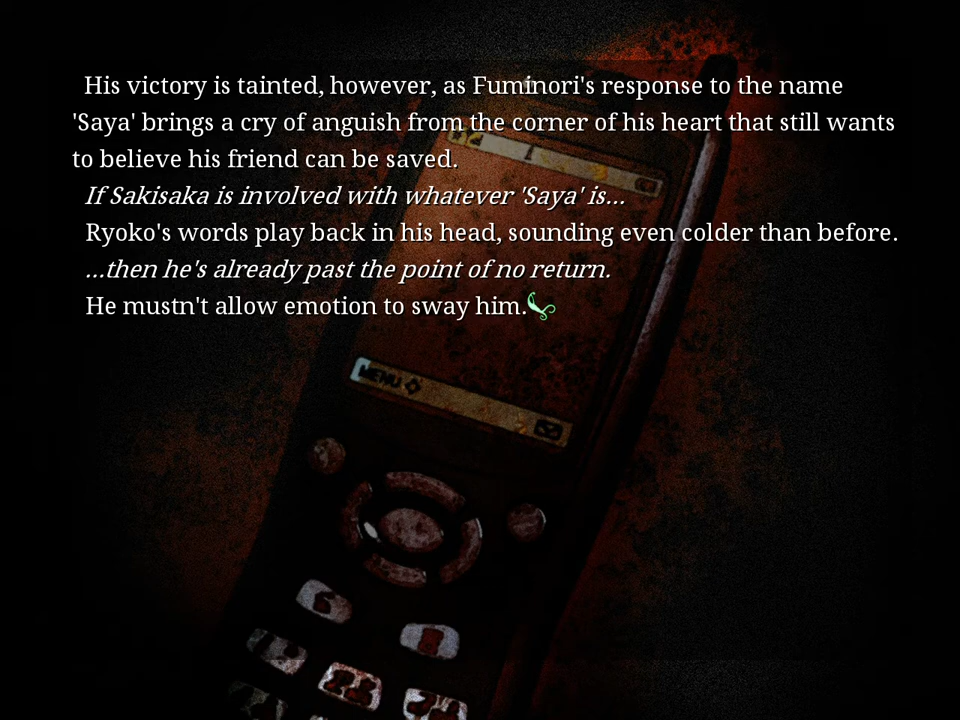 His victory is tainted, however, as Fuminori's response to the name
'Saya' brings a cry of anguish from the corner of his heart that still wants
to believe his friend can be saved.
If Sakisaka is involved with whatever 'Saya' is...
Ryoko's words play back in his head, sounding even colder than before.
...then he's already past the point of no return.
He mustn't allow emotion to sway him.
MENU